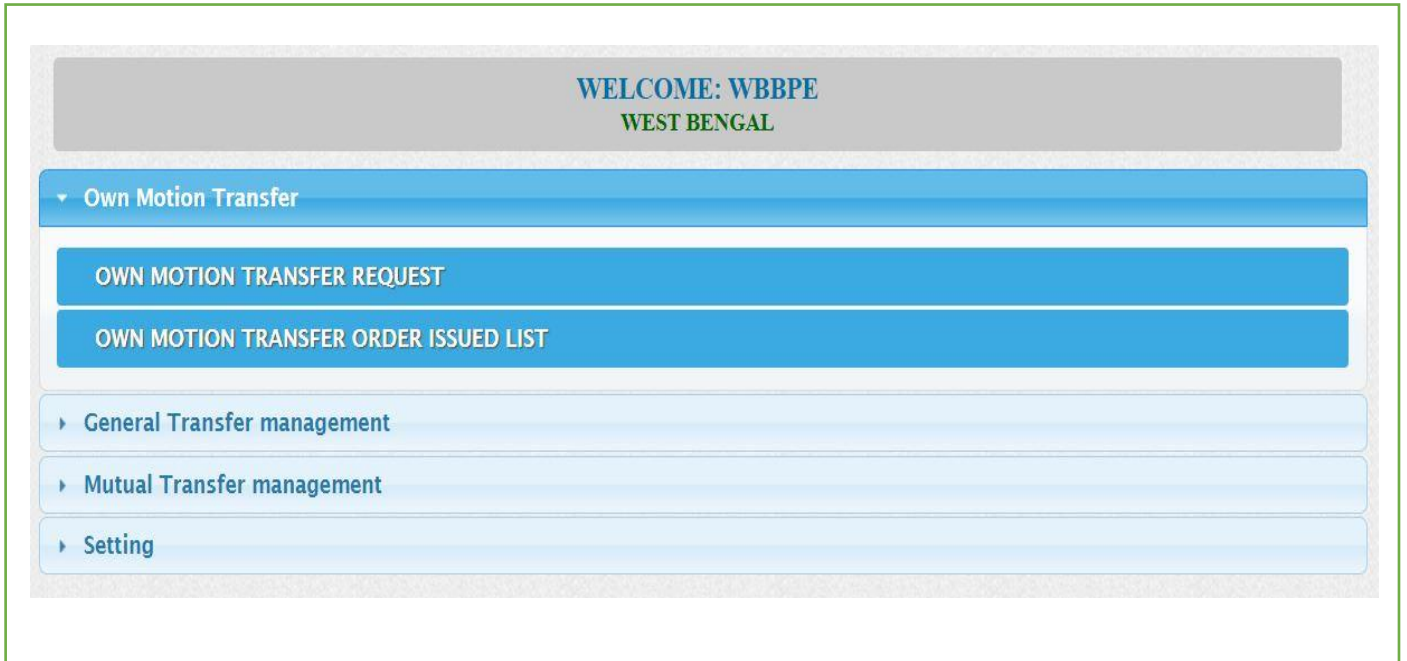 WELCOME: WBBPE
WEST BENGAL
Own Motion Transfer
OWN MOTION TRANSFER REQUEST
OWN MOTION TRANSFER ORDER ISSUED LIST
General Transfer management
Mutual Transfer management
Setting